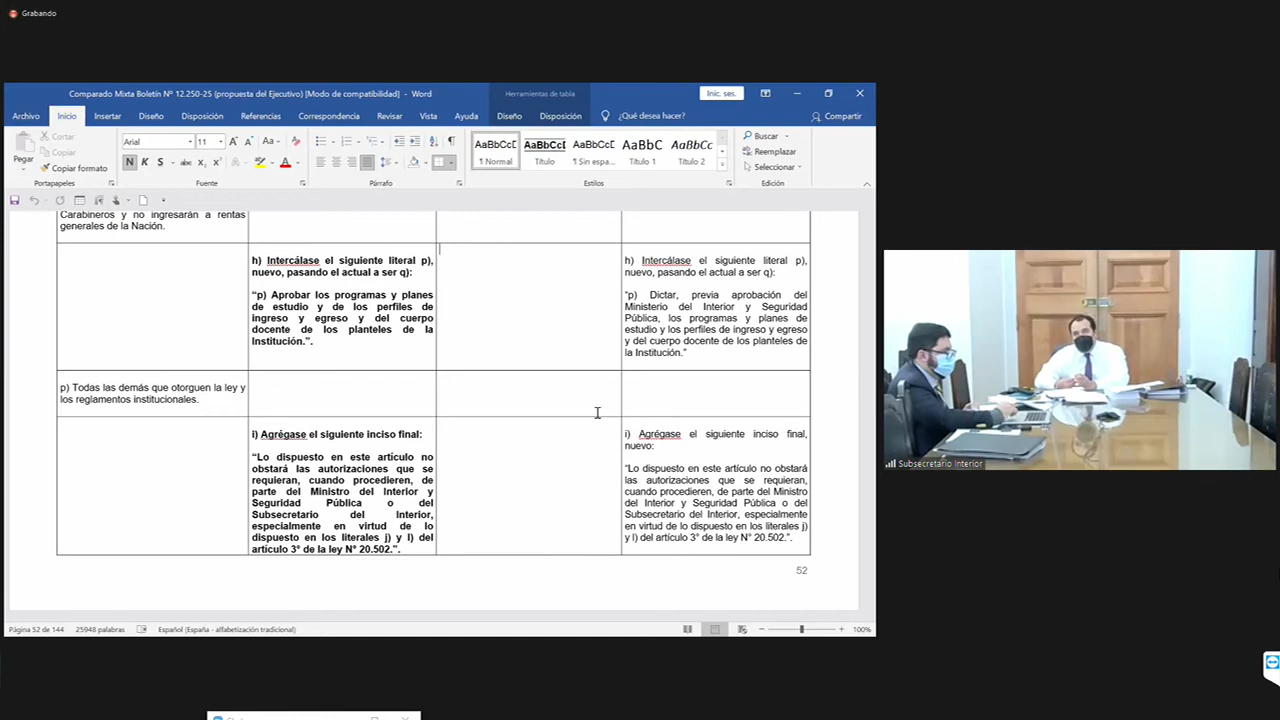 Grabando
Comparado Mixta Boletín Nº 12.250-25 (propuesta del Ejecutivo) [Modo de compatibilidad] - Word
Herramientas de tabla
Inic. ses.
Archivo Inicio Insertar Diseño Disposición Referencias Correspondencia Revisar Vista Ayuda Diseño Disposición ¿Qué desea hacer? Compartir
Pegar
Cortar
Copiar
Copiar formato
Portapapeles
Arial 11
N K S abc x₂ x²
Fuente
Párrafo
AaBbCcD AaBbCcD AaBbCcD AaBbC AaBbCc
¶ Normal Título ¶ Sin espa... Título 1 Título 2
Estilos
Buscar
Reemplazar
Seleccionar
Edición
Carabineros y no ingresarán a rentas
generales de la Nación.
h) Intercálase el siguiente literal p),
nuevo, pasando el actual a ser q):
“p) Aprobar los programas y planes
de estudio y de los perfiles de
ingreso y egreso y del cuerpo
docente de los planteles de la
Institución.”.
h) Intercálase el siguiente literal p),
nuevo, pasando el actual a ser q):
“p) Dictar, previa aprobación del
Ministerio del Interior y Seguridad
Pública, los programas y planes de
estudio y los perfiles de ingreso y egreso
y del cuerpo docente de los planteles de
la Institución.”
p) Todas las demás que otorguen la ley y
los reglamentos institucionales.
i) Agrégase el siguiente inciso final:
“Lo dispuesto en este artículo no
obstará las autorizaciones que se
requieran, cuando procedieren, de
parte del Ministro del Interior y
Seguridad Pública o del
Subsecretario del Interior,
especialmente en virtud de lo
dispuesto en los literales j) y l) del
artículo 3° de la ley N° 20.502.”.
i) Agrégase el siguiente inciso final,
nuevo:
“Lo dispuesto en este artículo no obstará
las autorizaciones que se requieran,
cuando procedieren, de parte del Ministro
del Interior y Seguridad Pública o del
Subsecretario del Interior, especialmente
en virtud de lo dispuesto en los literales j)
y l) del artículo 3° de la ley N° 20.502.”.
52
Página 52 de 144 25948 palabras Español (España - alfabetización tradicional) 100%
Subsecretario Interior